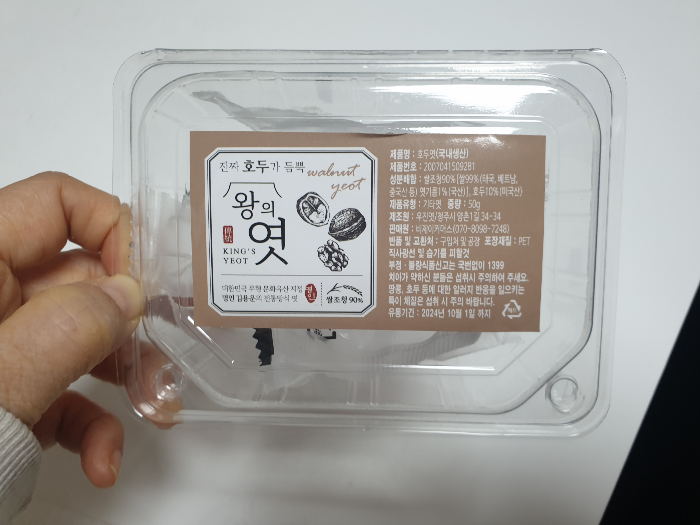 진짜 호두가 듬뿍
walnut
yeot
왕의
엿
KING'S
YEOT
대한민국 무형 문화유산 지정
명인 김용운의 전통방식 엿
쌀조청 90%
제품명 : 호두엿(국내생산)
제품번호 : 2007041509281
성분배합 : 쌀조청90%(쌀99%(태국, 베트남,
중국산 등) 엿기름1%(국산)], 호두10%(미국산)
제품유형 : 기타엿 중량 : 50g
제조원 : 우진엿/청주시 양촌1길 34-34
판매원 : 비제이커머스(070-8098-7248)
반품 및 교환처 : 구입처 및 공장 포장재질 : PET
직사광선 및 습기를 피할것
부정·불량식품신고는 국번없이 1399
치아가 약하신 분들은 섭취시 주의하여 주세요.
땅콩, 호두 등에 대한 알러지 반응을 일으키는
특이 체질은 섭취 시 주의 바랍니다.
유통기간 : 2024년 10월 1일 까지